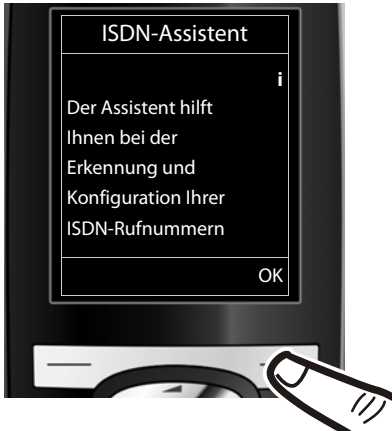 ISDN-Assistent
i
Der Assistent hilft
Ihnen bei der
Erkennung und
Konfiguration Ihrer
ISDN-Rufnummern
OK